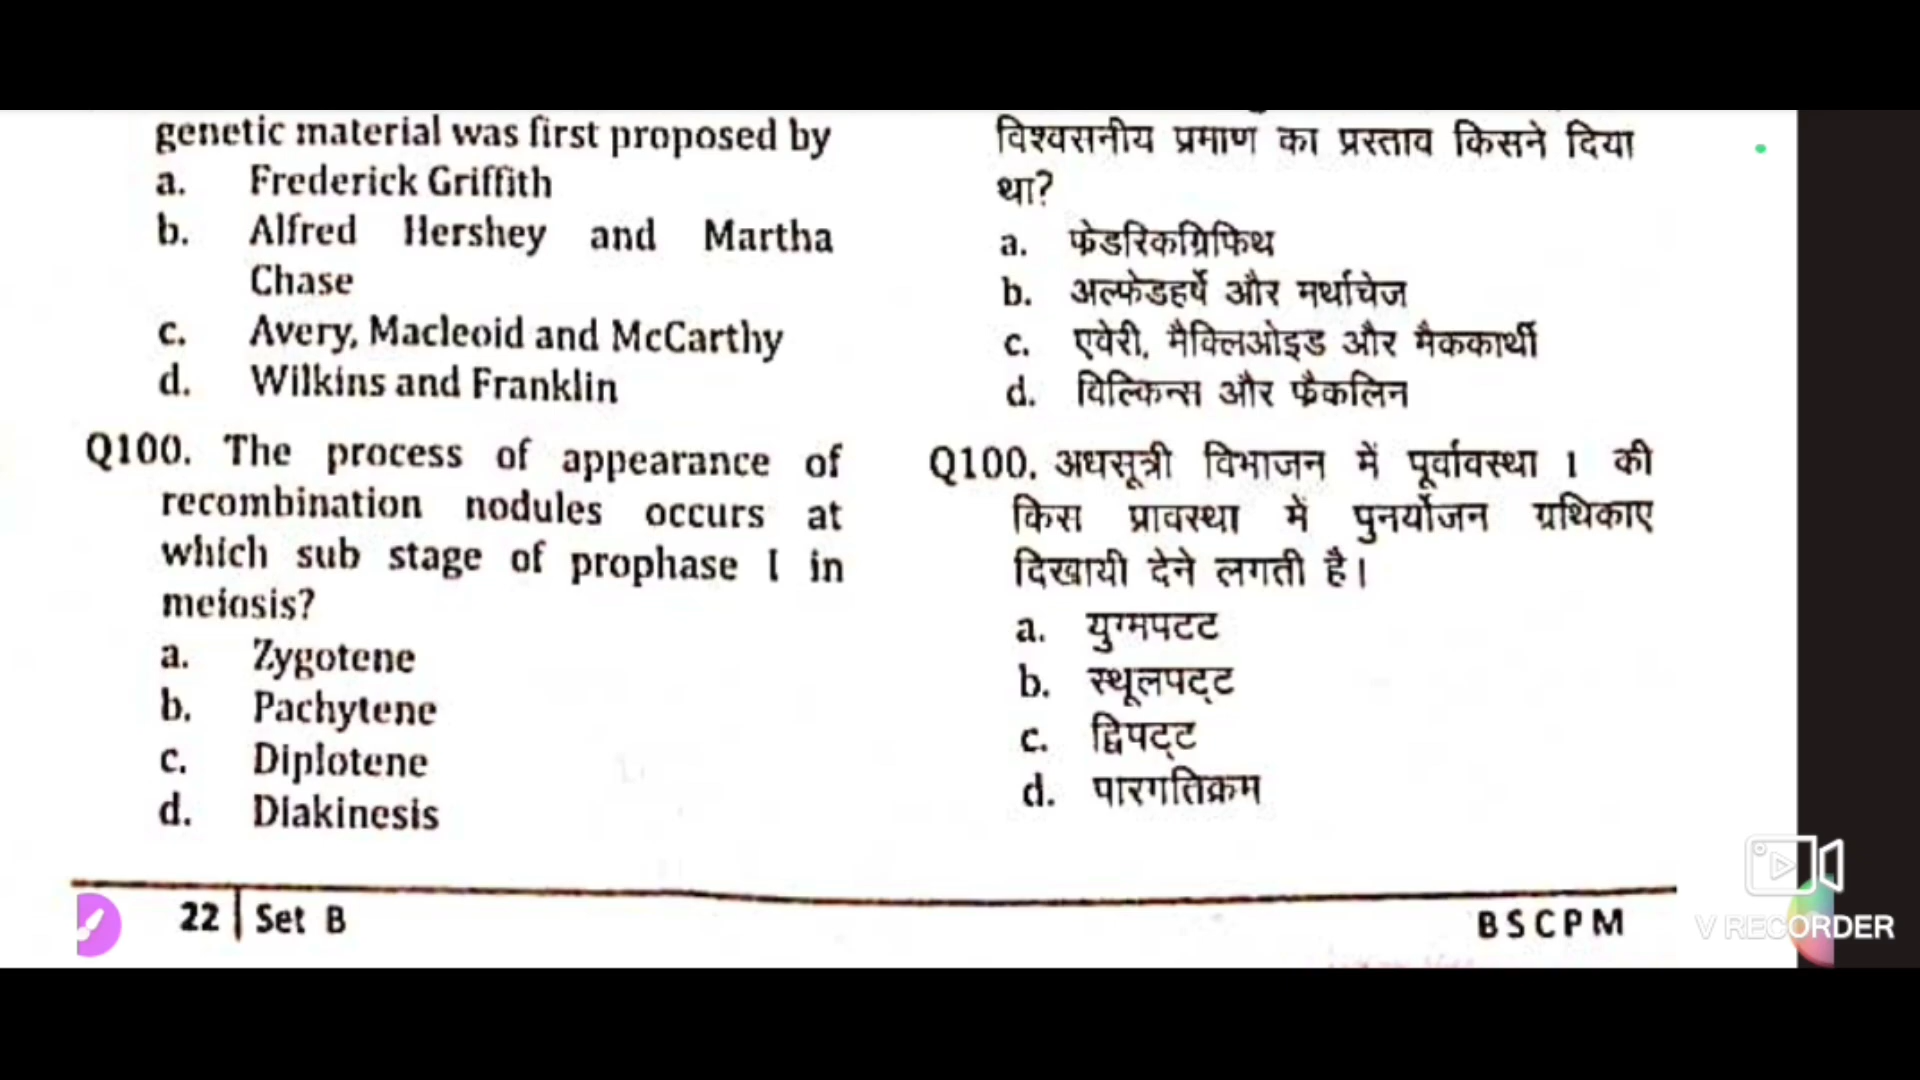 genetic material was first proposed by
a. Frederick Griffith
b. Alfred Hershey and Martha
Chase
c. Avery, Macleoid and McCarthy
d. Wilkins and Franklin
Q100. The process of appearance of
recombination nodules occurs at
which sub stage of prophase I in
meiosis?
a. Zygotene
b. Pachytene
c. Diplotene
d. Diakinesis
विश्वसनीय प्रमाण का प्रस्ताव किसने दिया
था?
a. फेडरिकग्रिफिथ
b. अल्फेडहर्षे और मर्थाचेज
c. एवेरी, मैक्लिओइड और मैककार्थी
d. विल्किन्स और फ्रैकलिन
Q100. अधसूत्री विभाजन में पूर्वावस्था I की
किस प्रावस्था में पुनर्योजन ग्रथिकाए
दिखायी देने लगती है।
a. युग्मपटट
b. स्थूलपट्ट
c. द्विपट्ट
d. पारगतिक्रम
22 | Set B
BSCPM
V RECORDER